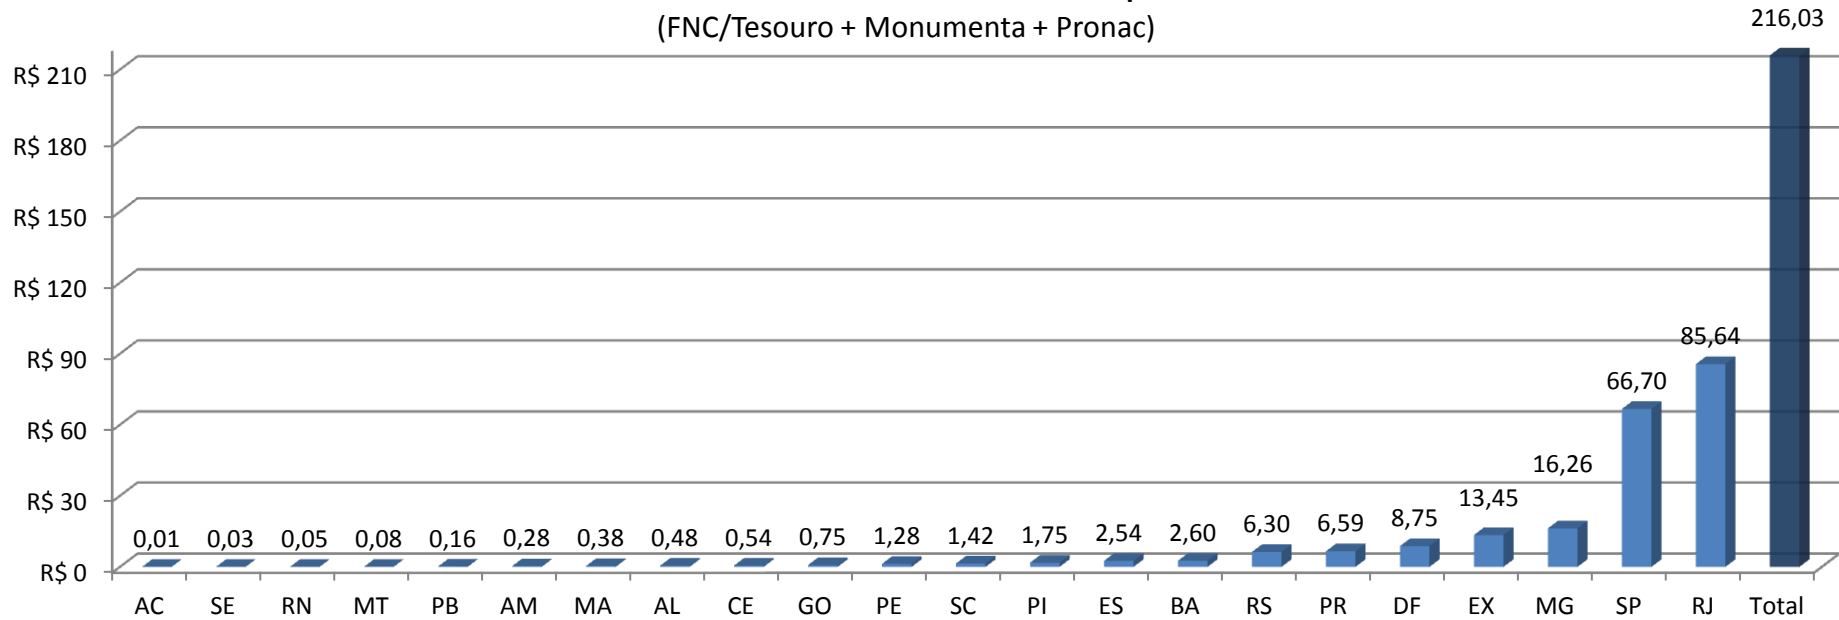 (FNC/Tesouro + Monumenta + Pronac)
216,03
R$ 210
R$ 180
R$ 150
R$ 120
R$ 90
R$ 60
R$ 30
R$ 0
0,01 0,03 0,05 0,08 0,16 0,28 0,38 0,48 0,54 0,75 1,28 1,42 1,75 2,54 2,60 6,30 6,59 8,75 13,45 16,26 66,70 85,64
AC SE RN MT PB AM MA AL CE GO PE SC PI ES BA RS PR DF EX MG SP RJ Total